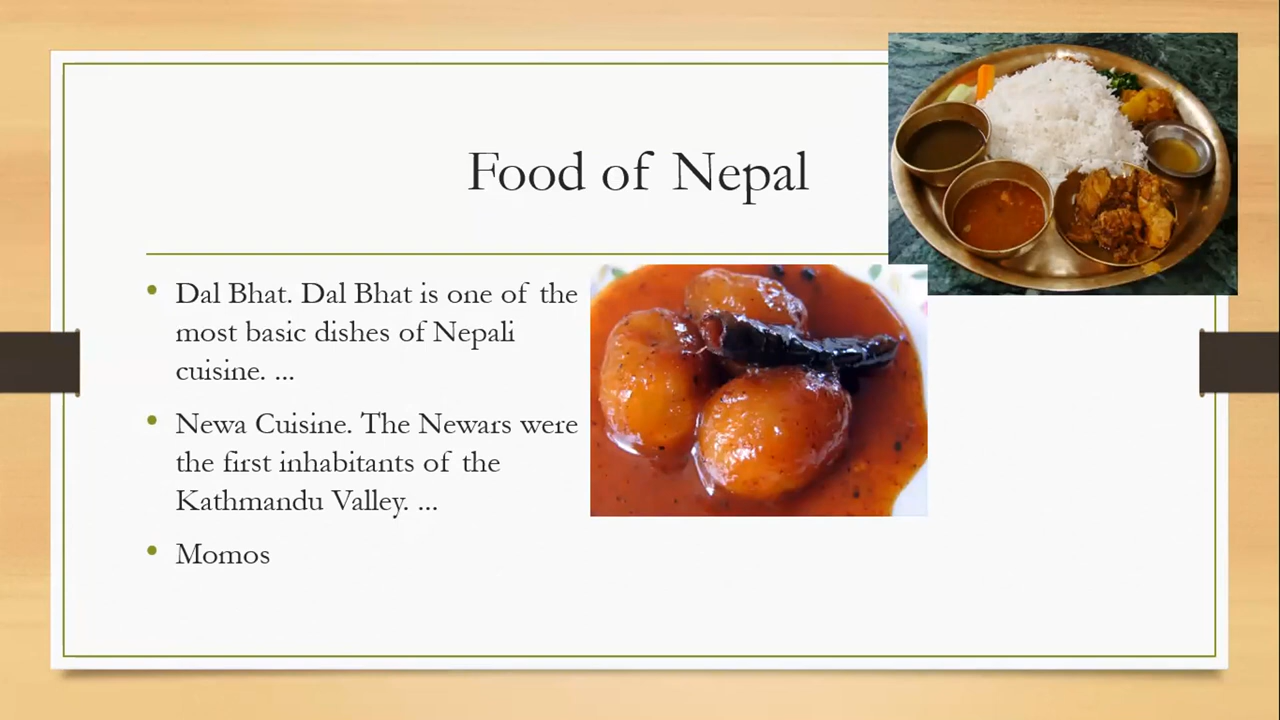 Food of Nepal
• Dal Bhat. Dal Bhat is one of the
most basic dishes of Nepali
cuisine. ...
• Newa Cuisine. The Newars were
the first inhabitants of the
Kathmandu Valley. ...
• Momos